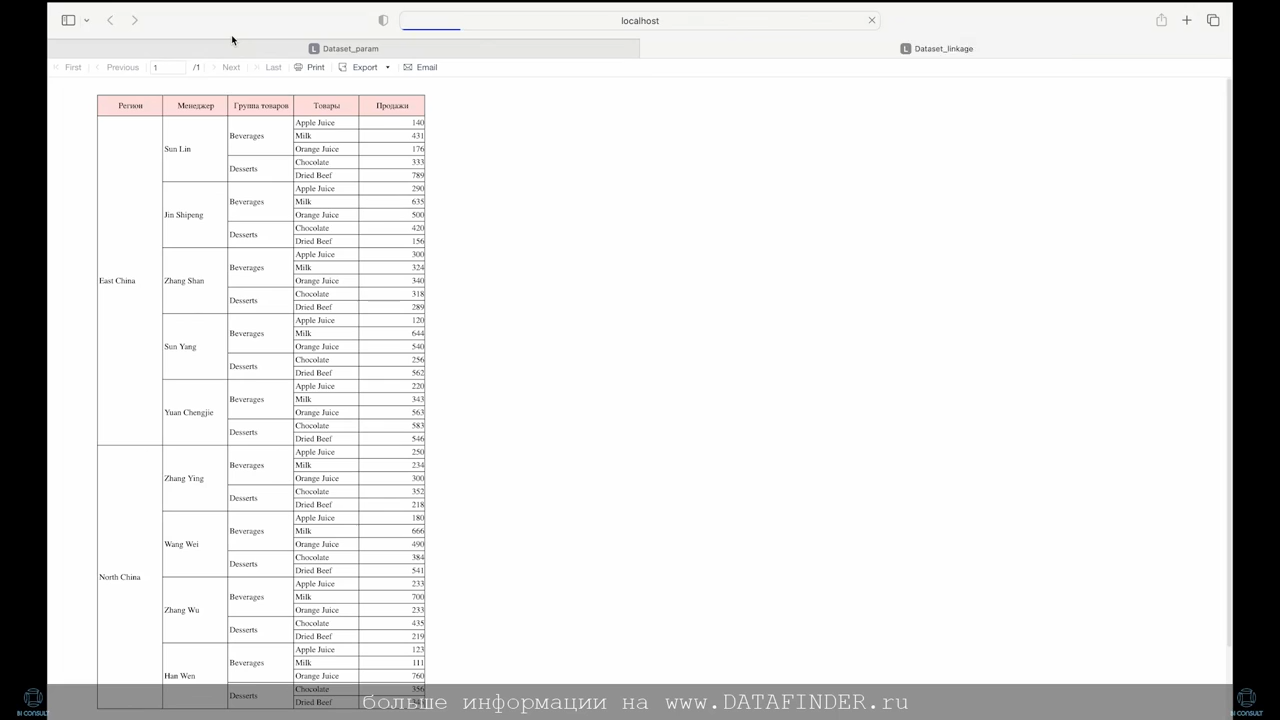 localhost
L Dataset_param
L Dataset_linkage
First Previous 1 /1 Next Last Print Export Email
Регион Менеджер Группа товаров Товары Продажи
East China Sun Lin Beverages Apple Juice 140
Milk 431
Orange Juice 176
Desserts Chocolate 333
Dried Beef 789
Jin Shipeng Beverages Apple Juice 290
Milk 635
Orange Juice 500
Desserts Chocolate 420
Dried Beef 156
Zhang Shan Beverages Apple Juice 300
Milk 324
Orange Juice 340
Desserts Chocolate 318
Dried Beef 289
Sun Yang Beverages Apple Juice 120
Milk 644
Orange Juice 540
Desserts Chocolate 256
Dried Beef 562
Yuan Chengjie Beverages Apple Juice 220
Milk 343
Orange Juice 563
Desserts Chocolate 583
Dried Beef 546
North China Zhang Ying Beverages Apple Juice 250
Milk 234
Orange Juice 300
Desserts Chocolate 352
Dried Beef 218
Wang Wei Beverages Apple Juice 180
Milk 666
Orange Juice 490
Desserts Chocolate 384
Dried Beef 541
Zhang Wu Beverages Apple Juice 233
Milk 700
Orange Juice 233
Desserts Chocolate 435
Dried Beef 219
Han Wen Beverages Apple Juice 123
Milk 111
Orange Juice 760
Desserts Chocolate 356
Dried Beef
больше информации на www.DATAFINDER.ru
BI CONSULT
BI CONSULT